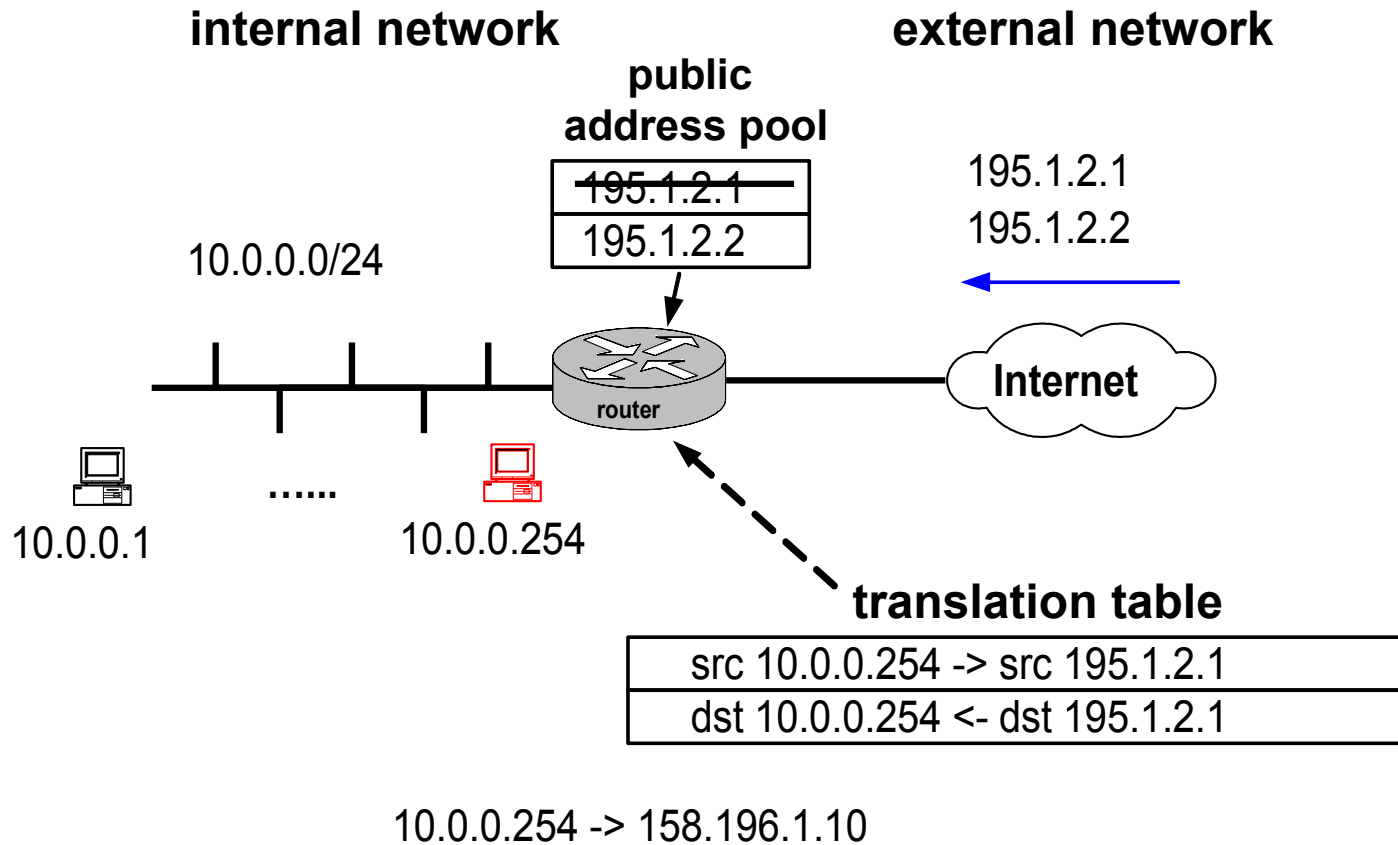 internal network
external network
public
address pool
195.1.2.1
195.1.2.2
195.1.2.1
195.1.2.2
10.0.0.0/24
router
Internet
…...
10.0.0.1
10.0.0.254
translation table
src 10.0.0.254 -> src 195.1.2.1
dst 10.0.0.254 <- dst 195.1.2.1
10.0.0.254 -> 158.196.1.10